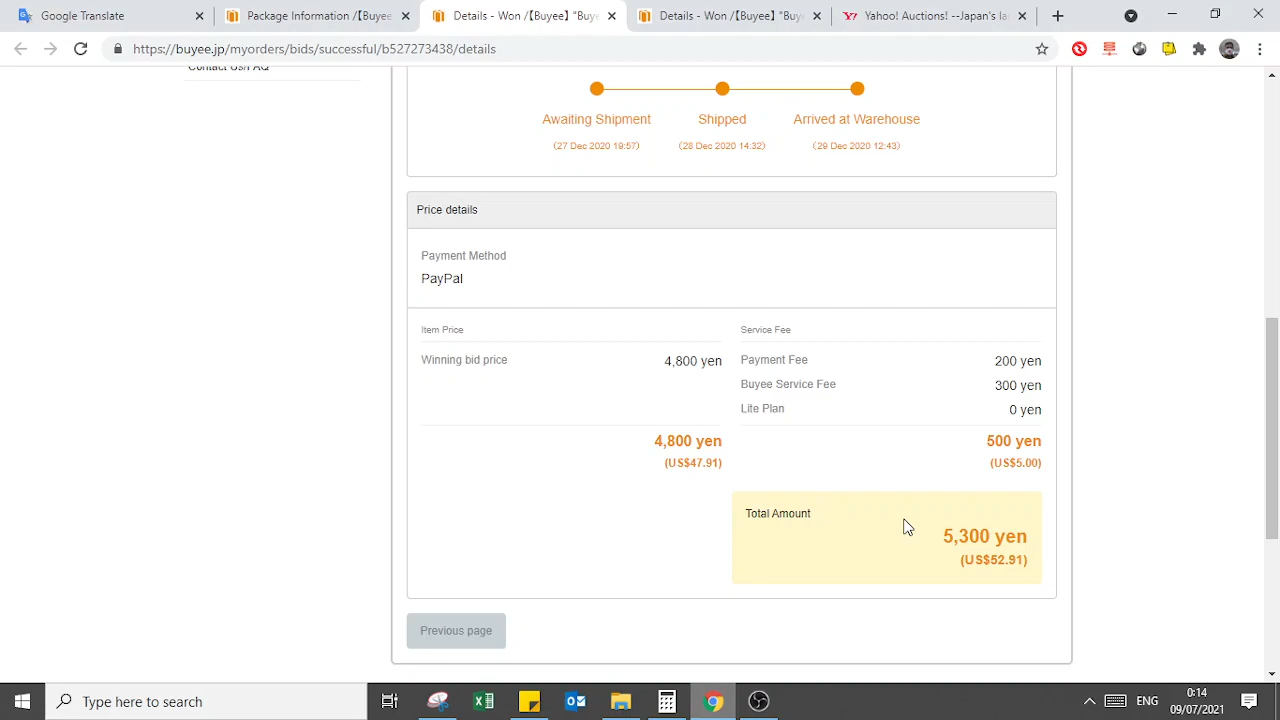 Google Translate
Package Information /【Buyee
Details - Won /【Buyee】 "Buy
Details - Won /【Buyee】 "Buy
Yahoo! Auctions! --Japan's la
https://buyee.jp/myorders/bids/successful/b527273438/details
Contact Us/FAQ
Awaiting Shipment
Shipped
Arrived at Warehouse
(27 Dec 2020 19:57)
(28 Dec 2020 14:32)
(29 Dec 2020 12:43)
Price details
Payment Method
PayPal
Item Price
Service Fee
Winning bid price
4,800 yen
Payment Fee
200 yen
Buyee Service Fee
300 yen
Lite Plan
0 yen
4,800 yen
500 yen
(US$47.91)
(US$5.00)
Total Amount
5,300 yen
(US$52.91)
Previous page
Type here to search
ENG
0:14
09/07/2021